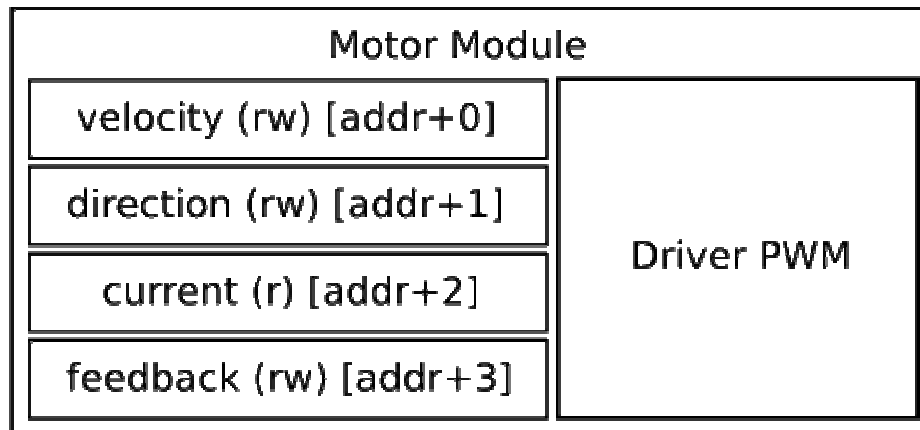 Motor Module
velocity (rw) [addr+0]
direction (rw) [addr+1]
current (r) [addr+2]
feedback (rw) [addr+3]
Driver PWM